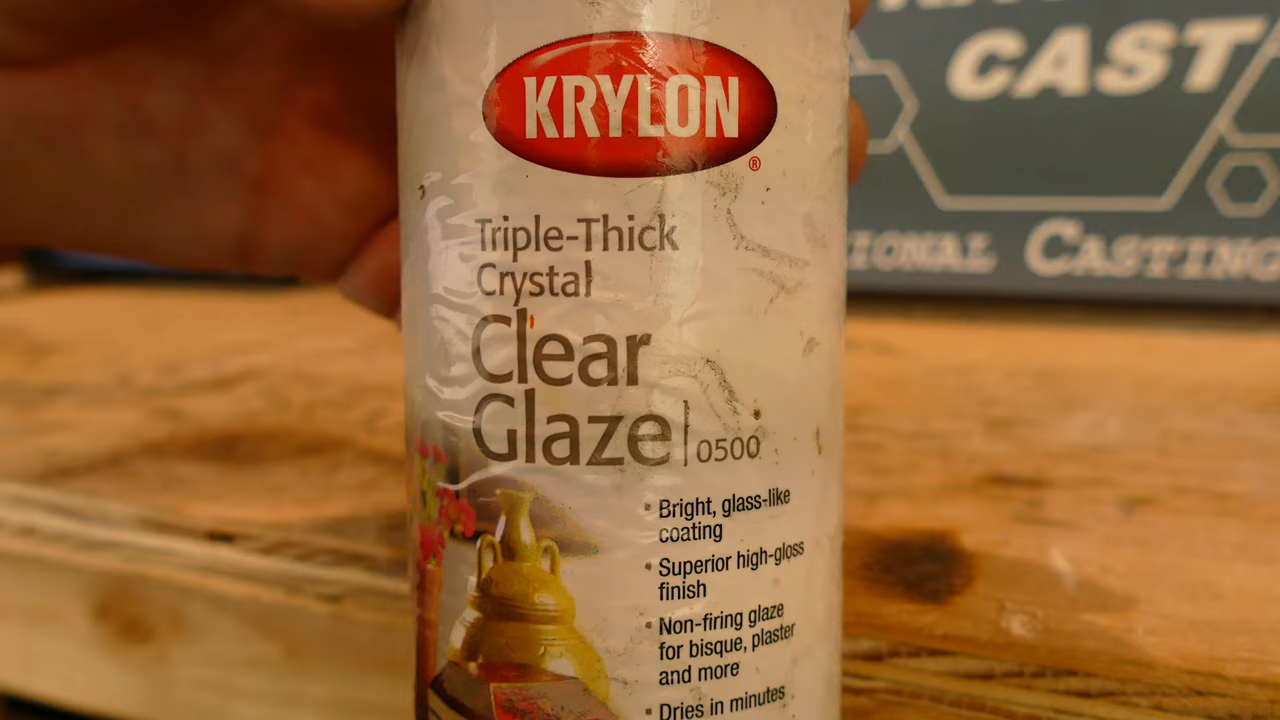 KRYLON
®
Triple-Thick
Crystal
Clear
Glaze | 0500
• Bright, glass-like
coating
• Superior high-gloss
finish
• Non-firing glaze
for bisque, plaster
and more
• Dries in minutes
CAST
CASTING